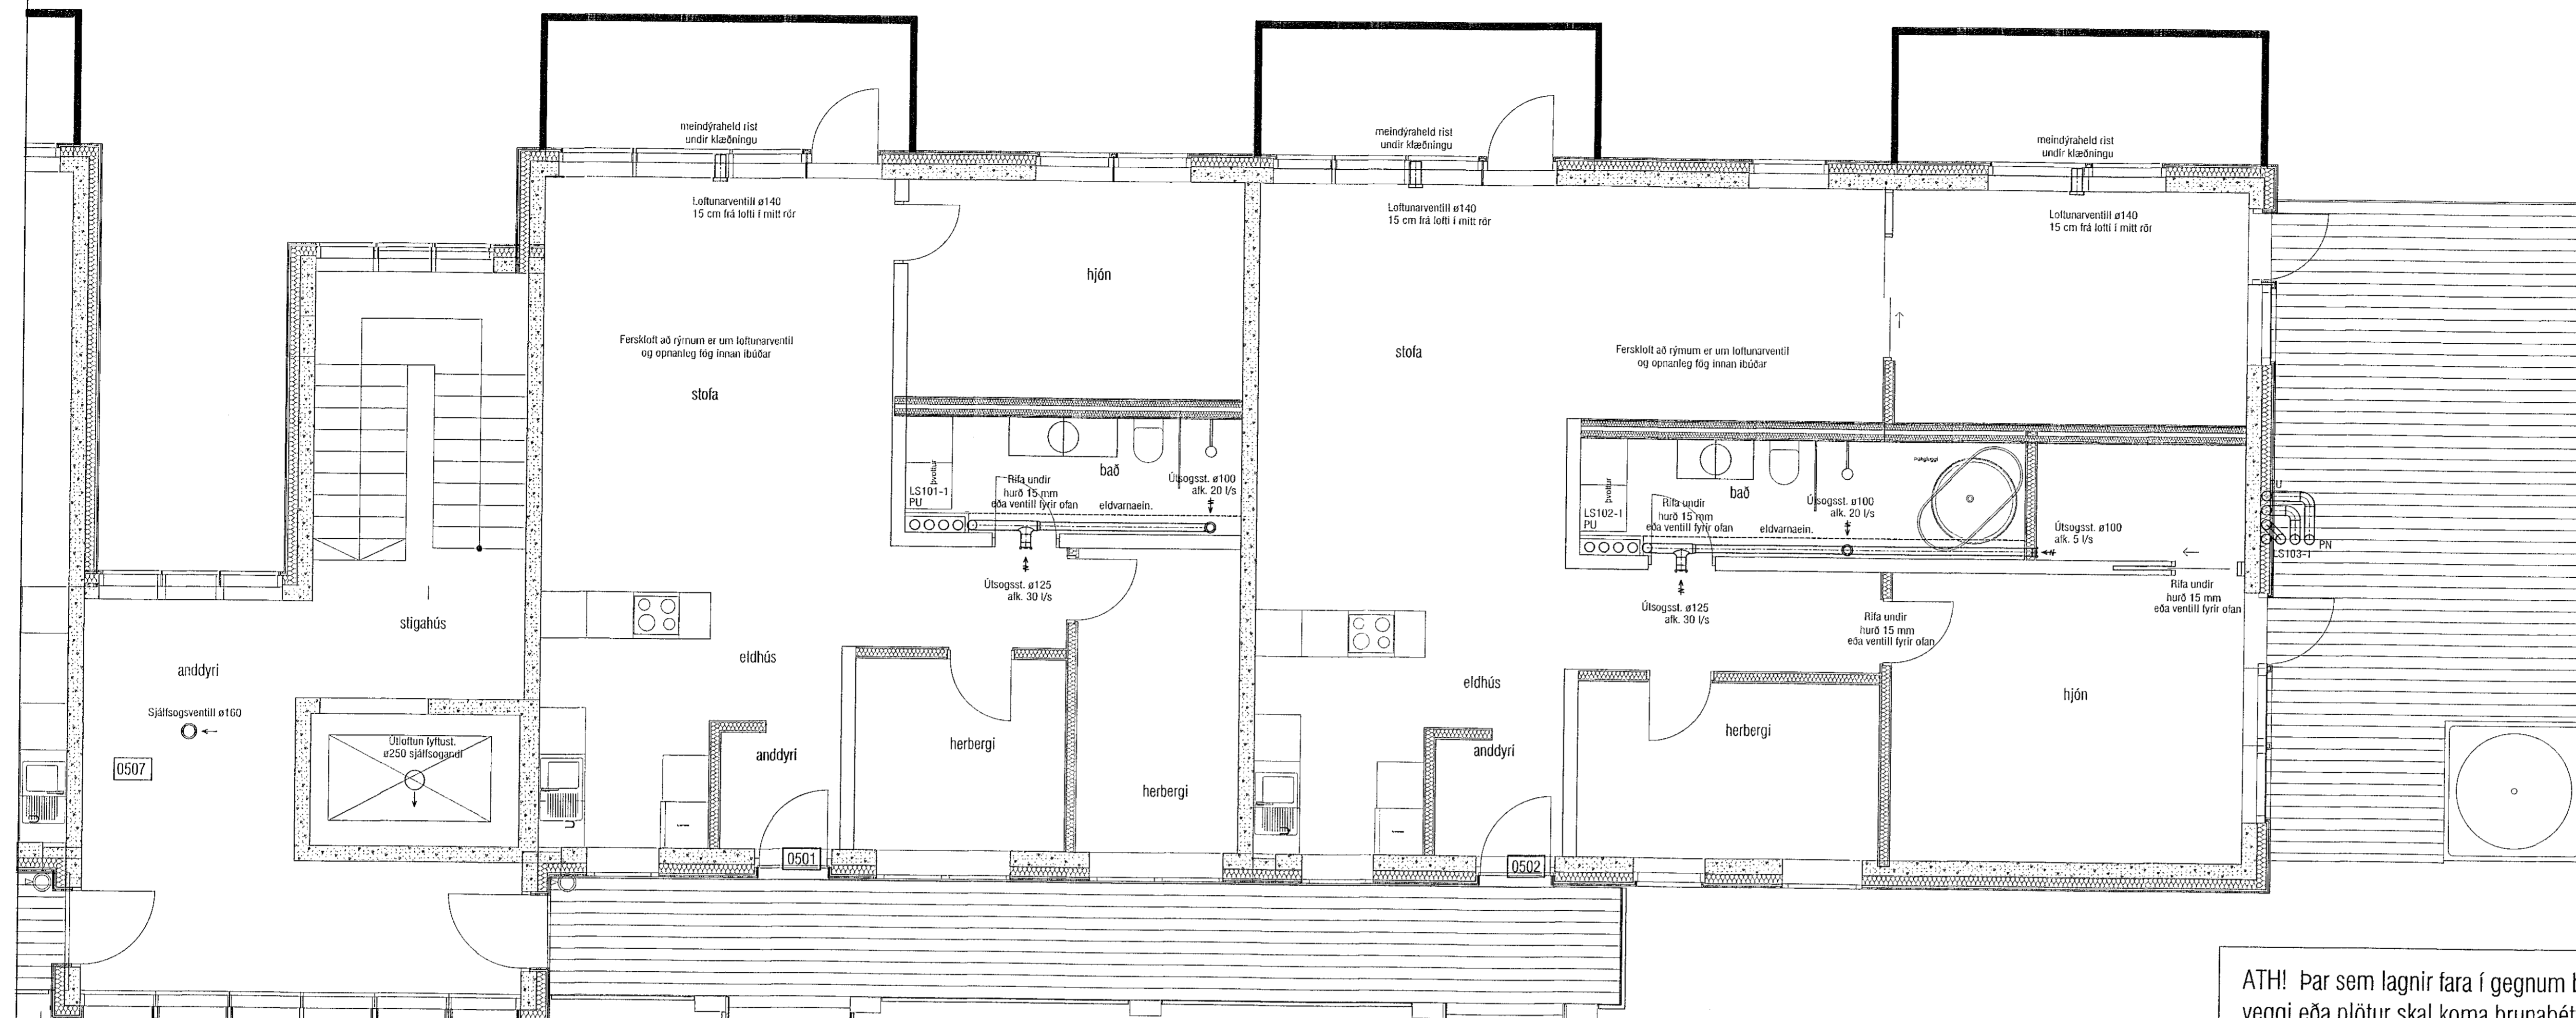 meindýraheld rist
undir klæðningu
meindýraheld rist
undir klæðningu
meindýraheld rist
undir klæðningu
Loftunarventill ø140
15 cm frá lofti í mitt rör
Loftunarventill ø140
15 cm frá lofti í mitt rör
Loftunarventill ø140
15 cm frá lofti í mitt rör
hjón
Ferskloft að rýmum er um loftunarventil
og opnanleg fög innan íbúðar
stofa
stofa
Ferskloft að rýmum er um loftunarventil
og opnanleg fög innan íbúðar
bað
þvottur
LS101-1
PU
Rifa undir
hurð 15 mm
eða ventill fyrir ofan
eldvarnaein.
Útsogsst. ø100
afk. 20 l/s
Útsogsst. ø125
afk. 30 l/s
bað
þvottur
LS102-1
PU
Rifa undir
hurð 15 mm
eða ventill fyrir ofan
eldvarnaein.
Útsogsst. ø100
afk. 20 l/s
Útsogsst. ø100
afk. 5 l/s
Útsogsst. ø125
afk. 30 l/s
LS103-1
PN
Rifa undir
hurð 15 mm
eða ventill fyrir ofan
Rifa undir
hurð 15 mm
eða ventill fyrir ofan
stigahús
anddyri
Sjálfsogsventill ø160
0507
Útloftun lyftust.
ø250 sjálfsogandi
eldhús
anddyri
herbergi
herbergi
0501
eldhús
anddyri
herbergi
hjón
0502
ATH! Þar sem lagnir fara í gegnum
veggi eða plötur skal koma